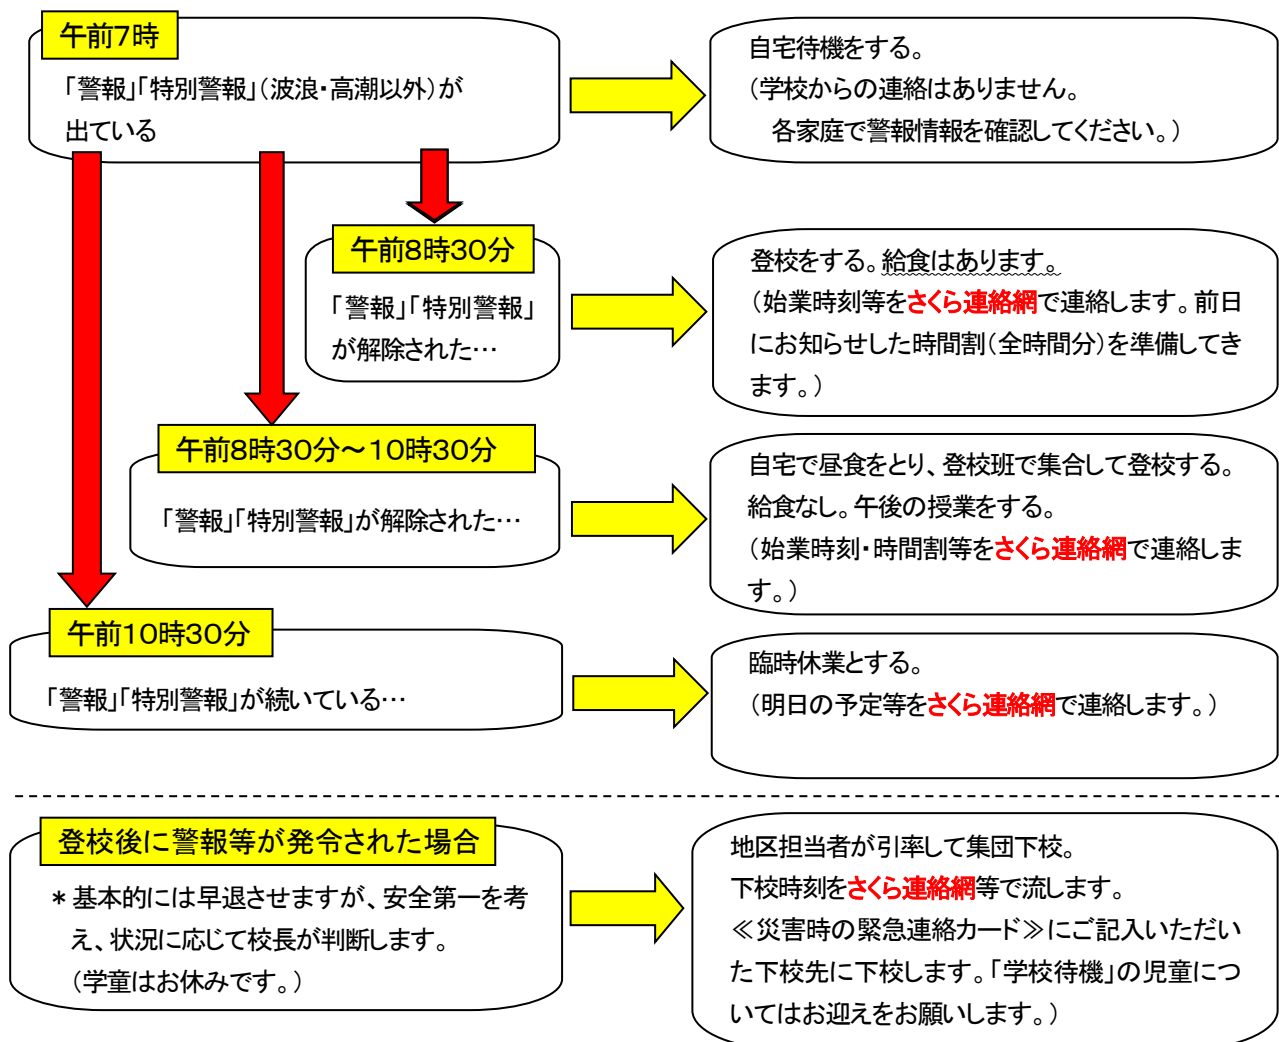 午前7時
「警報」「特別警報」（波浪・高潮以外）が
出ている
自宅待機をする。
（学校からの連絡はありません。
各家庭で警報情報を確認してください。）
午前8時30分
「警報」「特別警報」
が解除された…
登校をする。給食はあります。
（始業時刻等をさくら連絡網で連絡します。前日
にお知らせした時間割（全時間分）を準備してき
ます。）
午前8時30分～10時30分
「警報」「特別警報」が解除された…
自宅で昼食をとり、登校班で集合して登校する。
給食なし。午後の授業をする。
（始業時刻・時間割等をさくら連絡網で連絡しま
す。）
午前10時30分
「警報」「特別警報」が続いている…
臨時休業とする。
（明日の予定等をさくら連絡網で連絡します。）
登校後に警報等が発令された場合
＊基本的には早退させますが、安全第一を考
え、状況に応じて校長が判断します。
（学童はお休みです。）
地区担当者が引率して集団下校。
下校時刻をさくら連絡網等で流します。
≪災害時の緊急連絡カード≫にご記入いただい
た下校先に下校します。「学校待機」の児童につ
いてはお迎えをお願いします。）